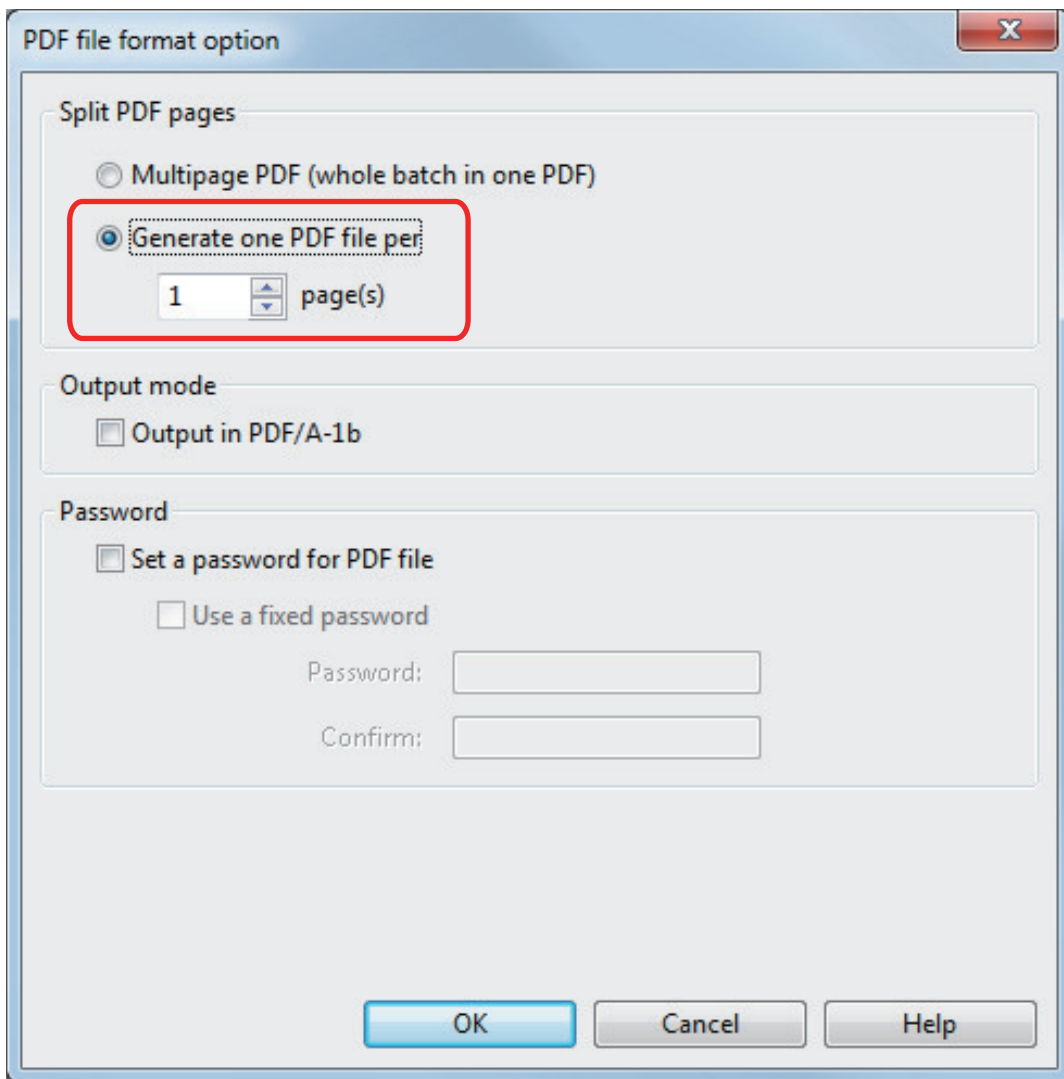 PDF file format option
Split PDF pages
Multipage PDF (whole batch in one PDF)
Generate one PDF file per
1 page(s)
Output mode
Output in PDF/A-1b
Password
Set a password for PDF file
Use a fixed password
Password:
Confirm:
OK Cancel Help